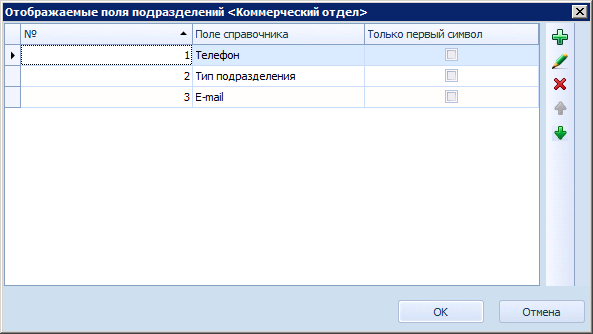 Отображаемые поля подразделений <Коммерческий отдел>
№ Поле справочника Только первый символ
1 Телефон
2 Тип подразделения
3 E-mail
OK Отмена